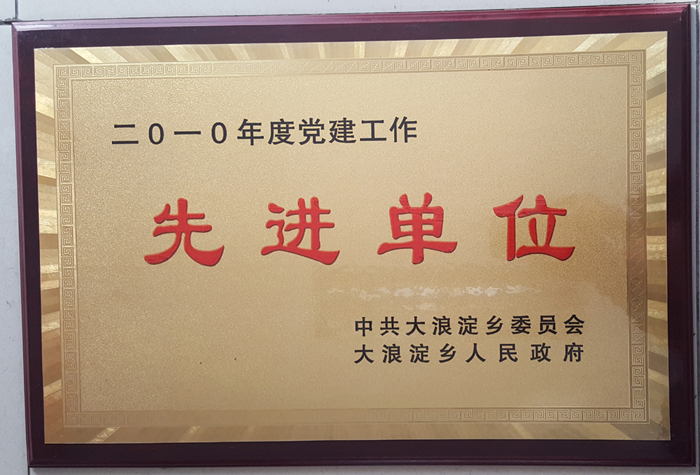 二０一０年度党建工作
先进单位
中共大浪淀乡委员会
大浪淀乡人民政府